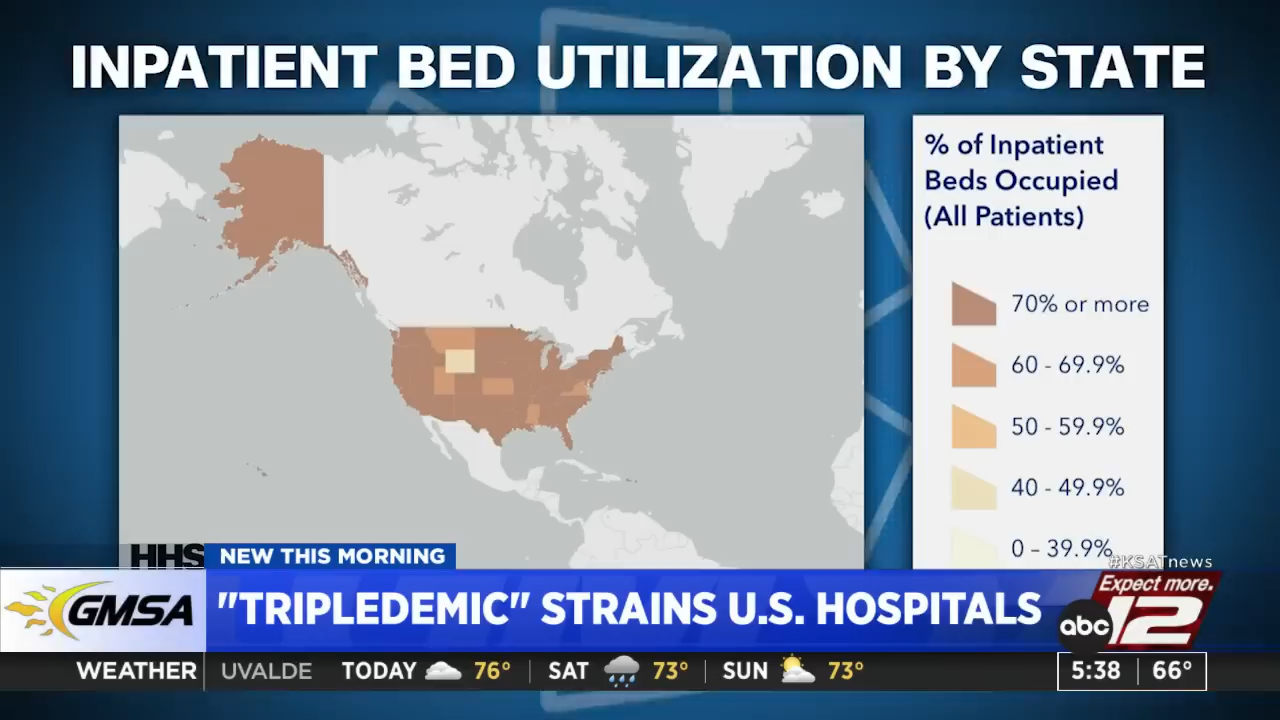 INPATIENT BED UTILIZATION BY STATE
% of Inpatient
Beds Occupied
(All Patients)
70% or more
60 - 69.9%
50 - 59.9%
40 - 49.9%
0 - 39.9%
#KSATnews
HHS
NEW THIS MORNING
GMSA
"TRIPLEDEMIC" STRAINS U.S. HOSPITALS
Expect more.
abc 12
WEATHER UVALDE TODAY 76° SAT 73° SUN 73° 5:38 66°